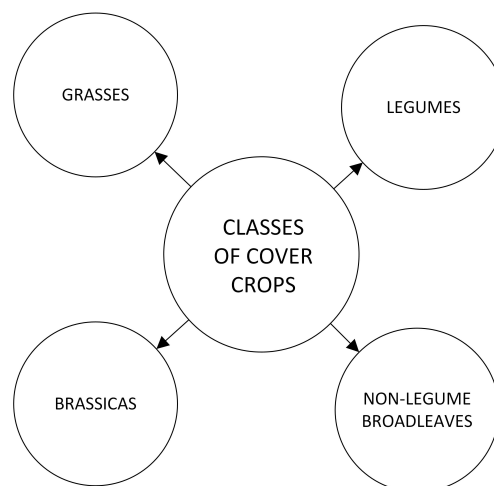 GRASSES
LEGUMES
CLASSES
OF COVER
CROPS
BRASSICAS
NON-LEGUME
BROADLEAVES